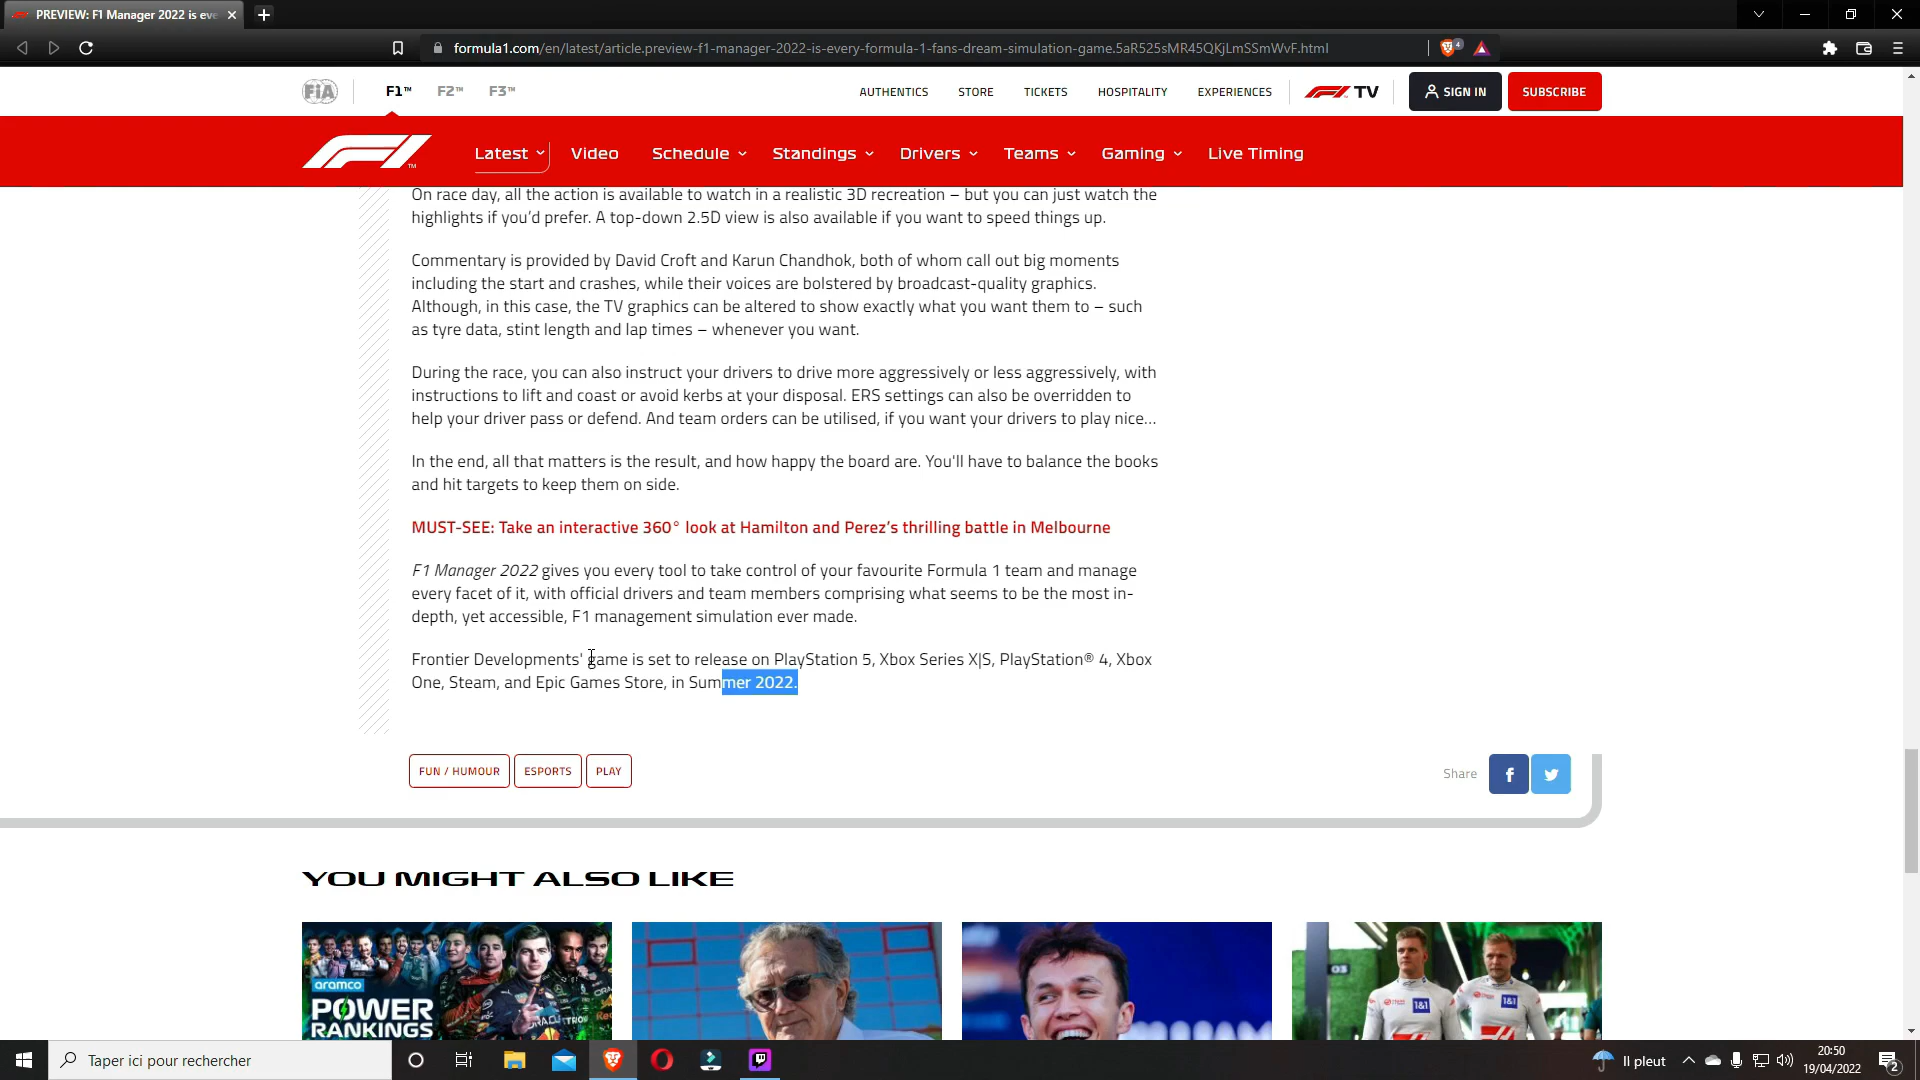 PREVIEW: F1 Manager 2022 is eve
formula1.com/en/latest/article.preview-f1-manager-2022-is-every-formula-1-fans-dream-simulation-game.5aR525sMR45QKjLmSSmWvF.html
4
FiA
F1™
F2™
F3™
AUTHENTICS
STORE
TICKETS
HOSPITALITY
EXPERIENCES
F1 TV
SIGN IN
SUBSCRIBE
F1™
Latest
Video
Schedule
Standings
Drivers
Teams
Gaming
Live Timing
On race day, all the action is available to watch in a realistic 3D recreation – but you can just watch the
highlights if you’d prefer. A top-down 2.5D view is also available if you want to speed things up.
Commentary is provided by David Croft and Karun Chandhok, both of whom call out big moments
including the start and crashes, while their voices are bolstered by broadcast-quality graphics.
Although, in this case, the TV graphics can be altered to show exactly what you want them to – such
as tyre data, stint length and lap times – whenever you want.
During the race, you can also instruct your drivers to drive more aggressively or less aggressively, with
instructions to lift and coast or avoid kerbs at your disposal. ERS settings can also be overridden to
help your driver pass or defend. And team orders can be utilised, if you want your drivers to play nice…
In the end, all that matters is the result, and how happy the board are. You'll have to balance the books
and hit targets to keep them on side.
MUST-SEE: Take an interactive 360° look at Hamilton and Perez’s thrilling battle in Melbourne
F1 Manager 2022 gives you every tool to take control of your favourite Formula 1 team and manage
every facet of it, with official drivers and team members comprising what seems to be the most in-
depth, yet accessible, F1 management simulation ever made.
Frontier Developments' game is set to release on PlayStation 5, Xbox Series X|S, PlayStation® 4, Xbox
One, Steam, and Epic Games Store, in Summer 2022.
FUN / HUMOUR
ESPORTS
PLAY
Share
YOU MIGHT ALSO LIKE
aramco
POWER
RANKINGS
03
1&1
1&1
Taper ici pour rechercher
Il pleut
20:50
19/04/2022
2